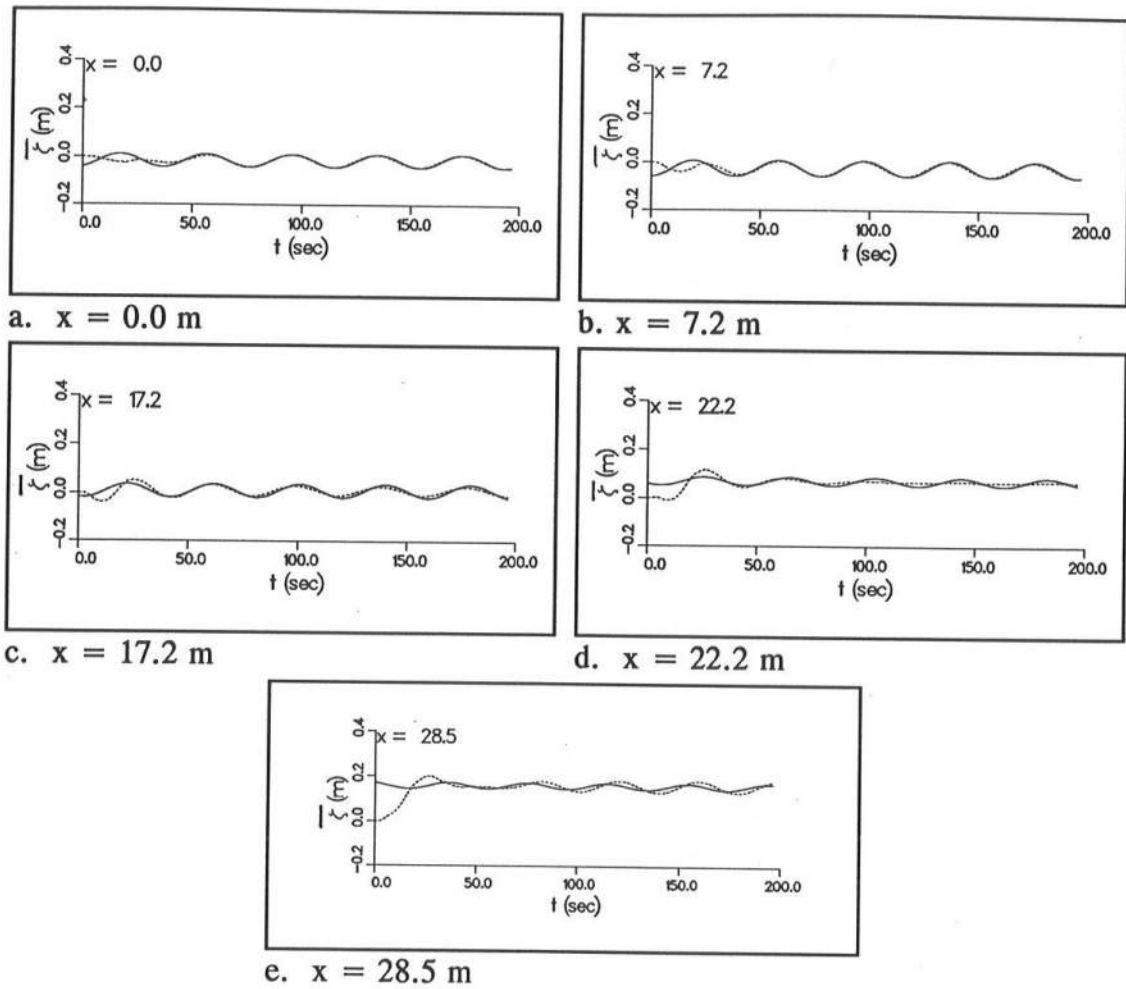 x = 0.0
ζ (m)
0.4
0.2
0.0
−0.2
0.0 50.0 100.0 150.0 200.0
t (sec)
a. x = 0.0 m
x = 7.2
ζ (m)
0.4
0.2
0.0
−0.2
0.0 50.0 100.0 150.0 200.0
t (sec)
b. x = 7.2 m
x = 17.2
ζ (m)
0.4
0.2
0.0
−0.2
0.0 50.0 100.0 150.0 200.0
t (sec)
c. x = 17.2 m
x = 22.2
ζ (m)
0.4
0.2
0.0
−0.2
0.0 50.0 100.0 150.0 200.0
t (sec)
d. x = 22.2 m
x = 28.5
ζ (m)
0.4
0.2
0.0
−0.2
0.0 50.0 100.0 150.0 200.0
t (sec)
e. x = 28.5 m